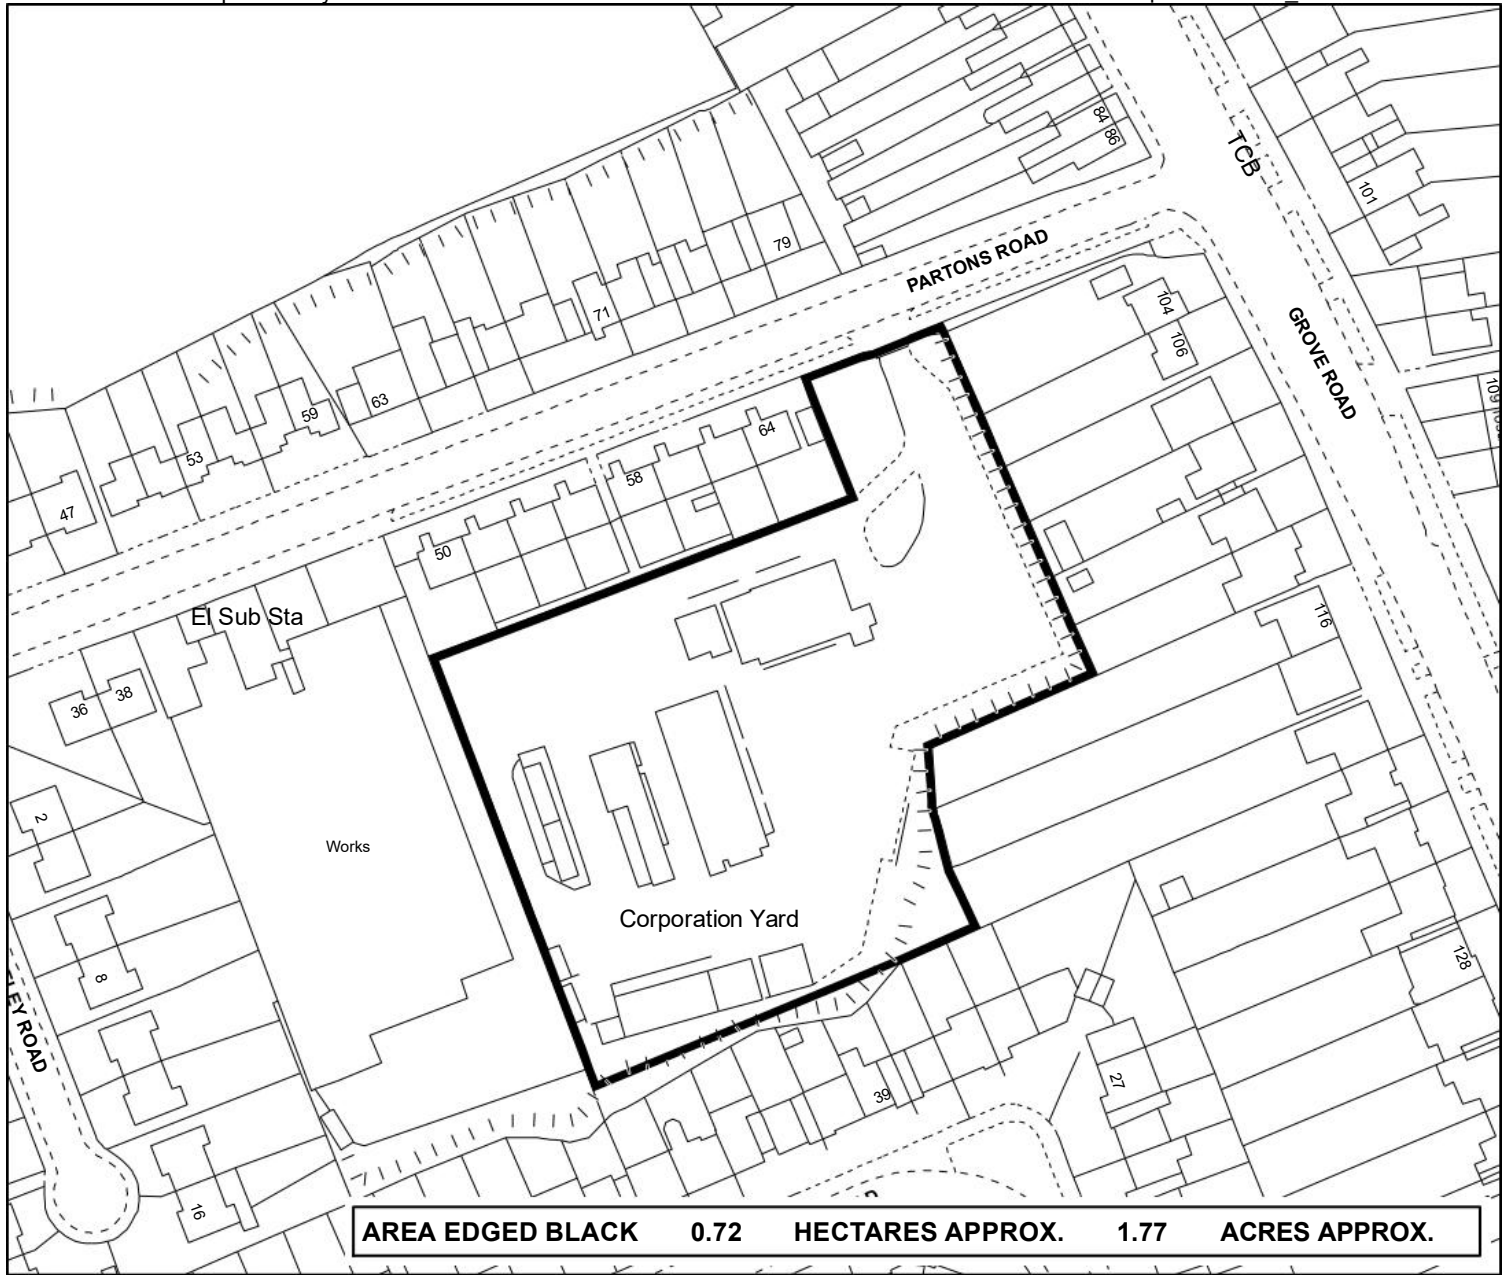 84 86
TCB
101
79
PARTONS ROAD
71
104
106
GROVE ROAD
63
59
53
64
47
58
50
El Sub Sta
116
36 38
2
Works
Corporation Yard
128
8
LEY ROAD
39
27
16
AREA EDGED BLACK 0.72 HECTARES APPROX. 1.77 ACRES APPROX.